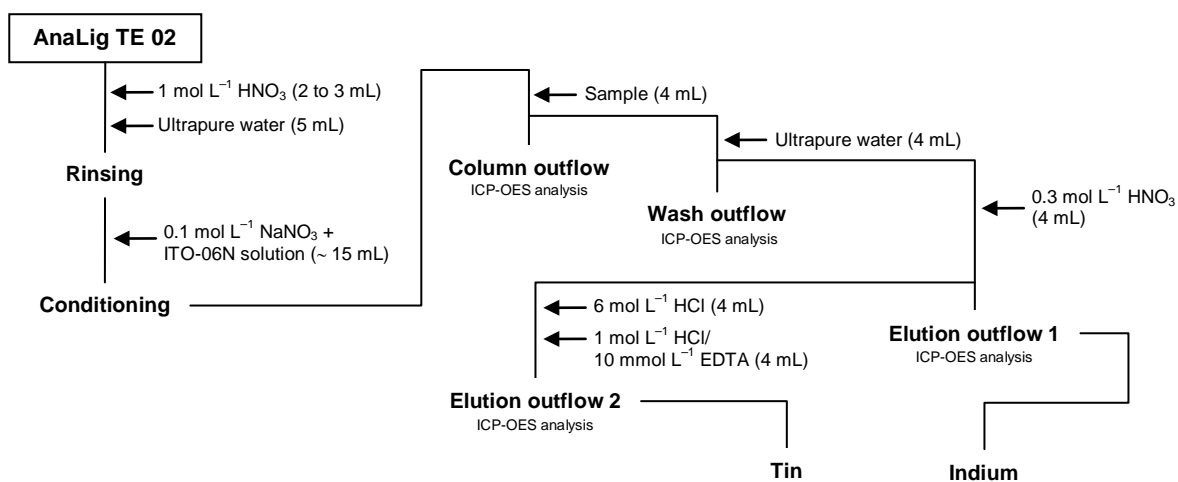 AnaLig TE 02
1 mol L⁻¹ HNO₃ (2 to 3 mL)
Ultrapure water (5 mL)
Rinsing
0.1 mol L⁻¹ NaNO₃ +
ITO-06N solution (~ 15 mL)
Conditioning
Sample (4 mL)
Column outflow
ICP-OES analysis
Ultrapure water (4 mL)
Wash outflow
ICP-OES analysis
0.3 mol L⁻¹ HNO₃
(4 mL)
Elution outflow 1
ICP-OES analysis
6 mol L⁻¹ HCl (4 mL)
1 mol L⁻¹ HCl/
10 mmol L⁻¹ EDTA (4 mL)
Elution outflow 2
ICP-OES analysis
Tin
Indium